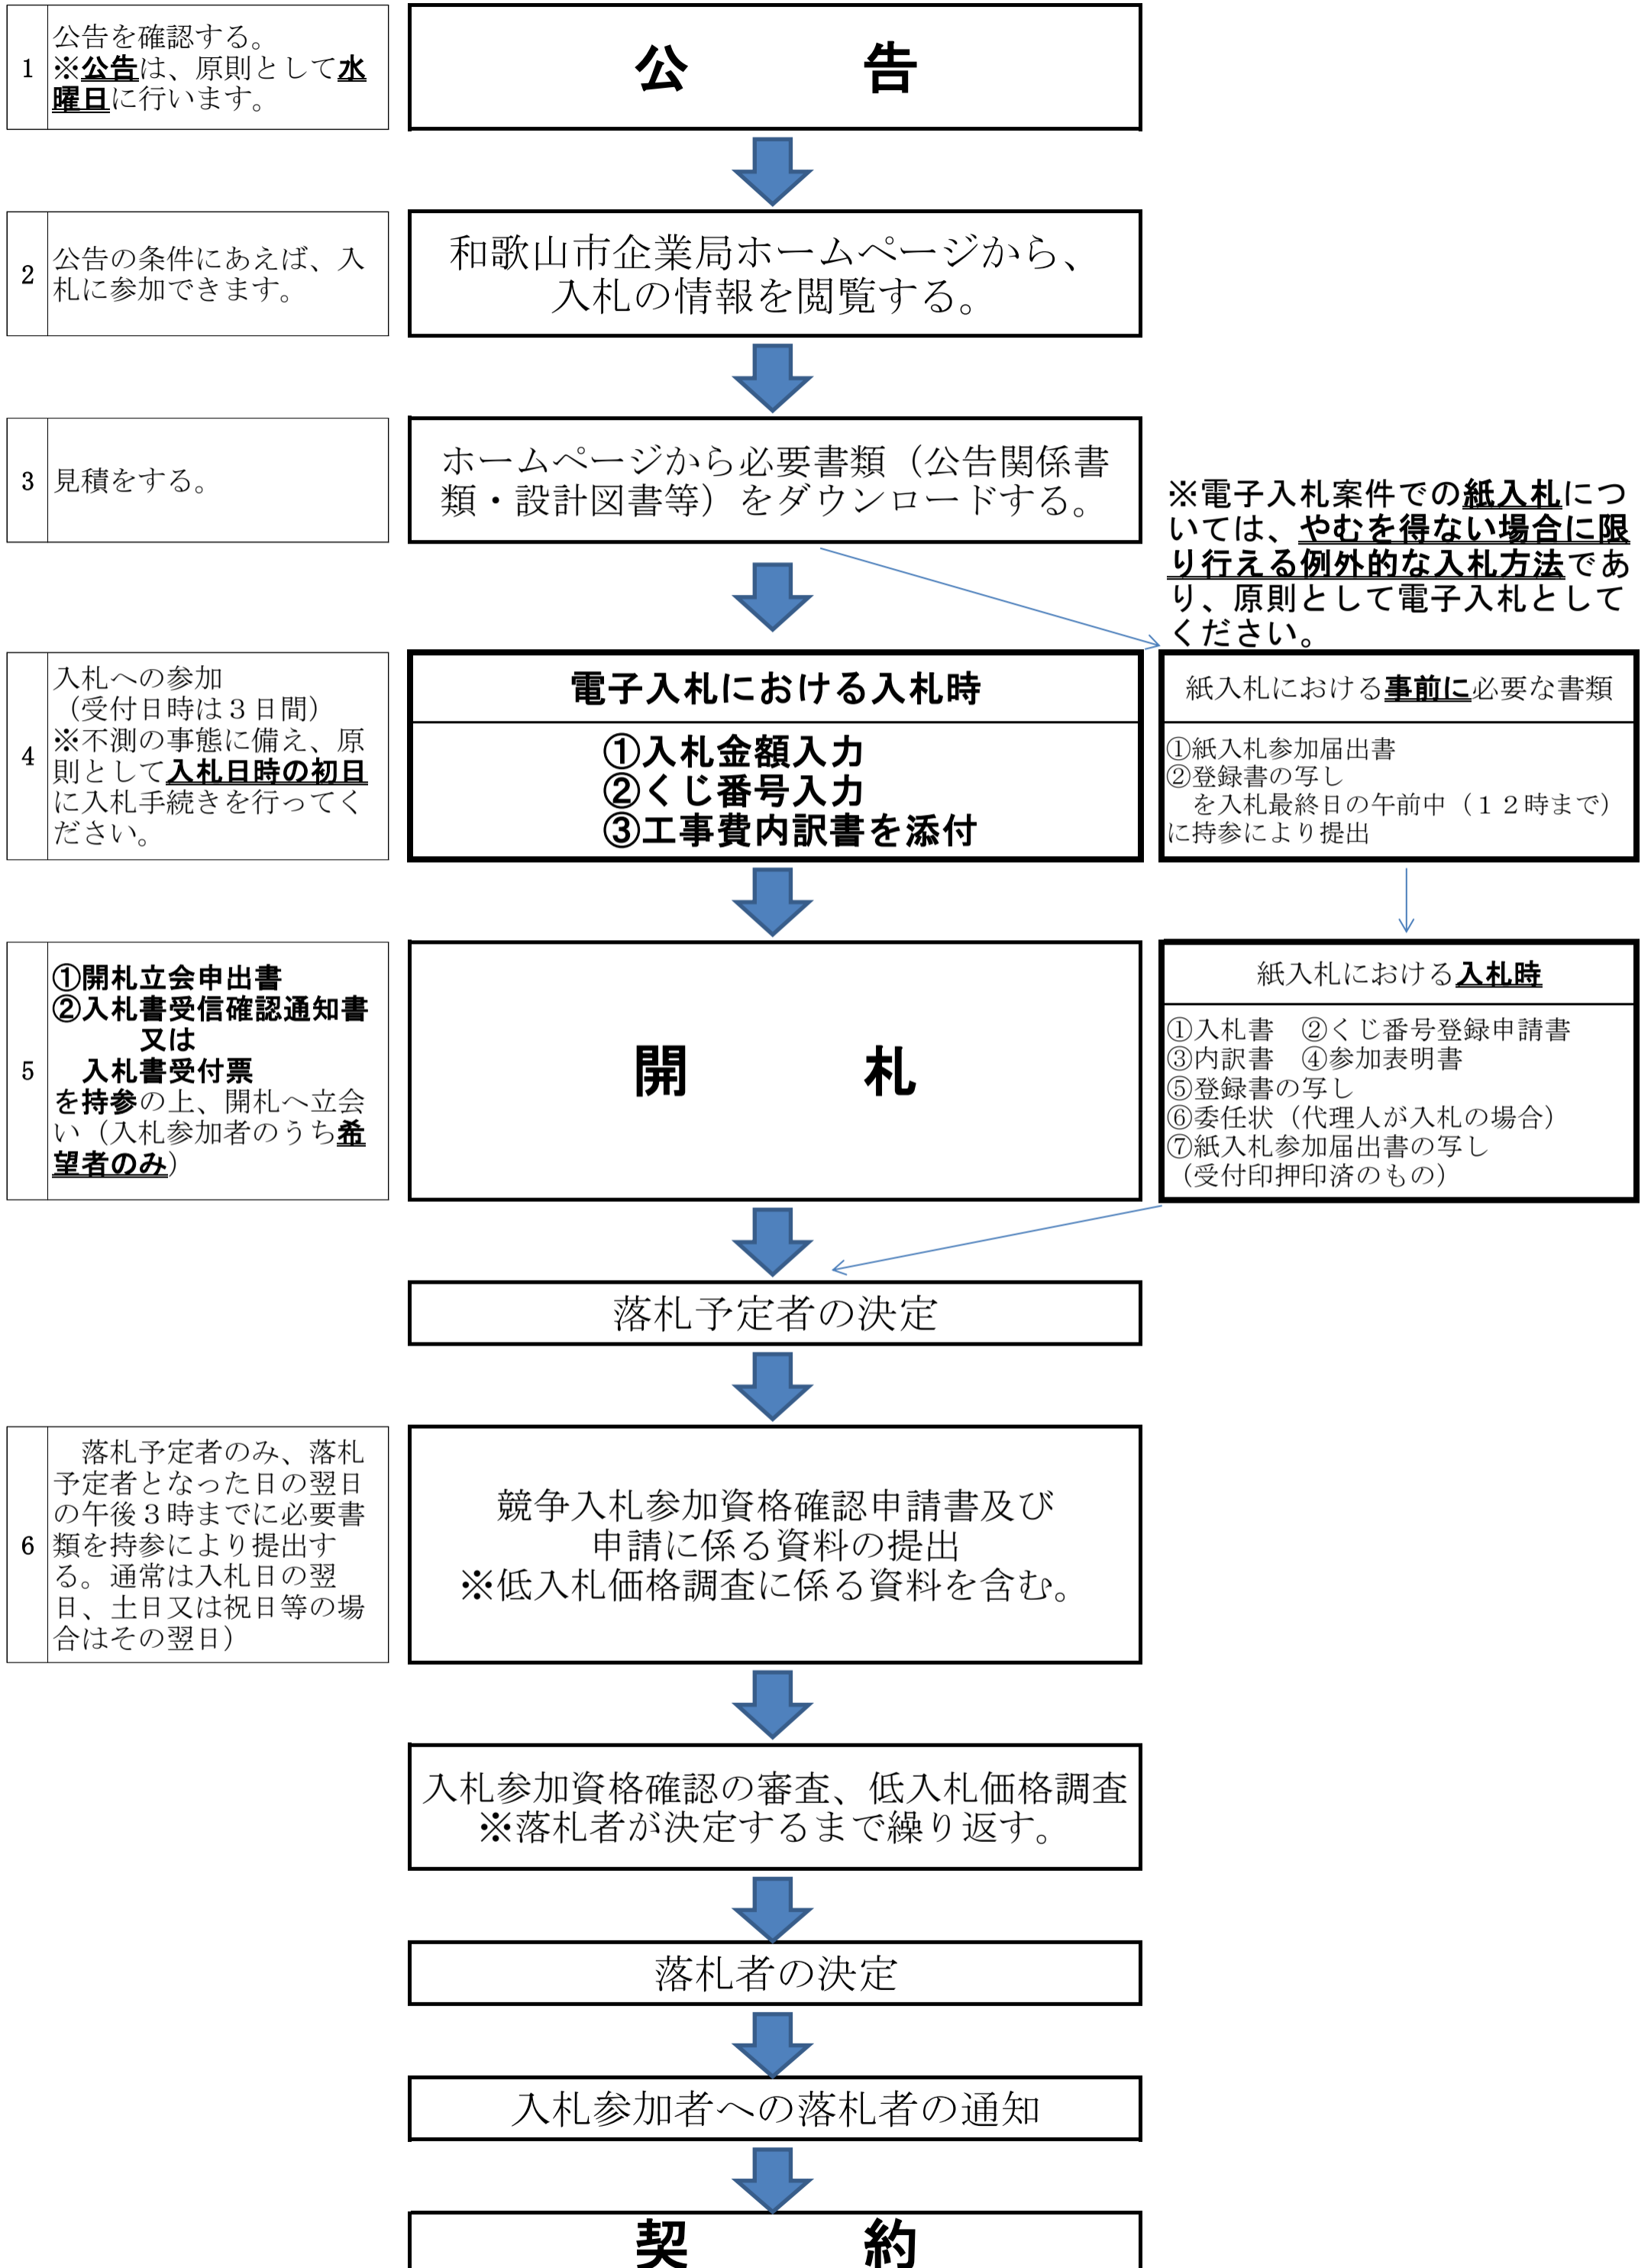 1
公告を確認する。
※公告は、原則として水
曜日に行います。
公　　告
2
公告の条件にあえば、入
札に参加できます。
和歌山市企業局ホームページから、
入札の情報を閲覧する。
3
見積をする。
ホームページから必要書類（公告関係書
類・設計図書等）をダウンロードする。
※電子入札案件での紙入札につ
いては、やむを得ない場合に限
り行える例外的な入札方法であ
り、原則として電子入札として
ください。
4
入札への参加
（受付日時は３日間）
※不測の事態に備え、原
則として入札日時の初日
に入札手続きを行ってく
ださい。
電子入札における入札時
①入札金額入力
②くじ番号入力
③工事費内訳書を添付
紙入札における事前に必要な書類
①紙入札参加届出書
②登録書の写し
　を入札最終日の午前中（１２時まで）
に持参により提出
5
①開札立会申出書
②入札書受信確認通知書
又は
入札書受付票
を持参の上、開札へ立会
い（入札参加者のうち希
望者のみ）
開　　札
紙入札における入札時
①入札書　②くじ番号登録申請書
③内訳書　④参加表明書
⑤登録書の写し
⑥委任状（代理人が入札の場合）
⑦紙入札参加届出書の写し
（受付印押印済のもの）
落札予定者の決定
6
　落札予定者のみ、落札
予定者となった日の翌日
の午後３時までに必要書
類を持参により提出す
る。通常は入札日の翌
日、土日又は祝日等の場
合はその翌日）
競争入札参加資格確認申請書及び
申請に係る資料の提出
※低入札価格調査に係る資料を含む。
入札参加資格確認の審査、低入札価格調査
※落札者が決定するまで繰り返す。
落札者の決定
入札参加者への落札者の通知
契　　約